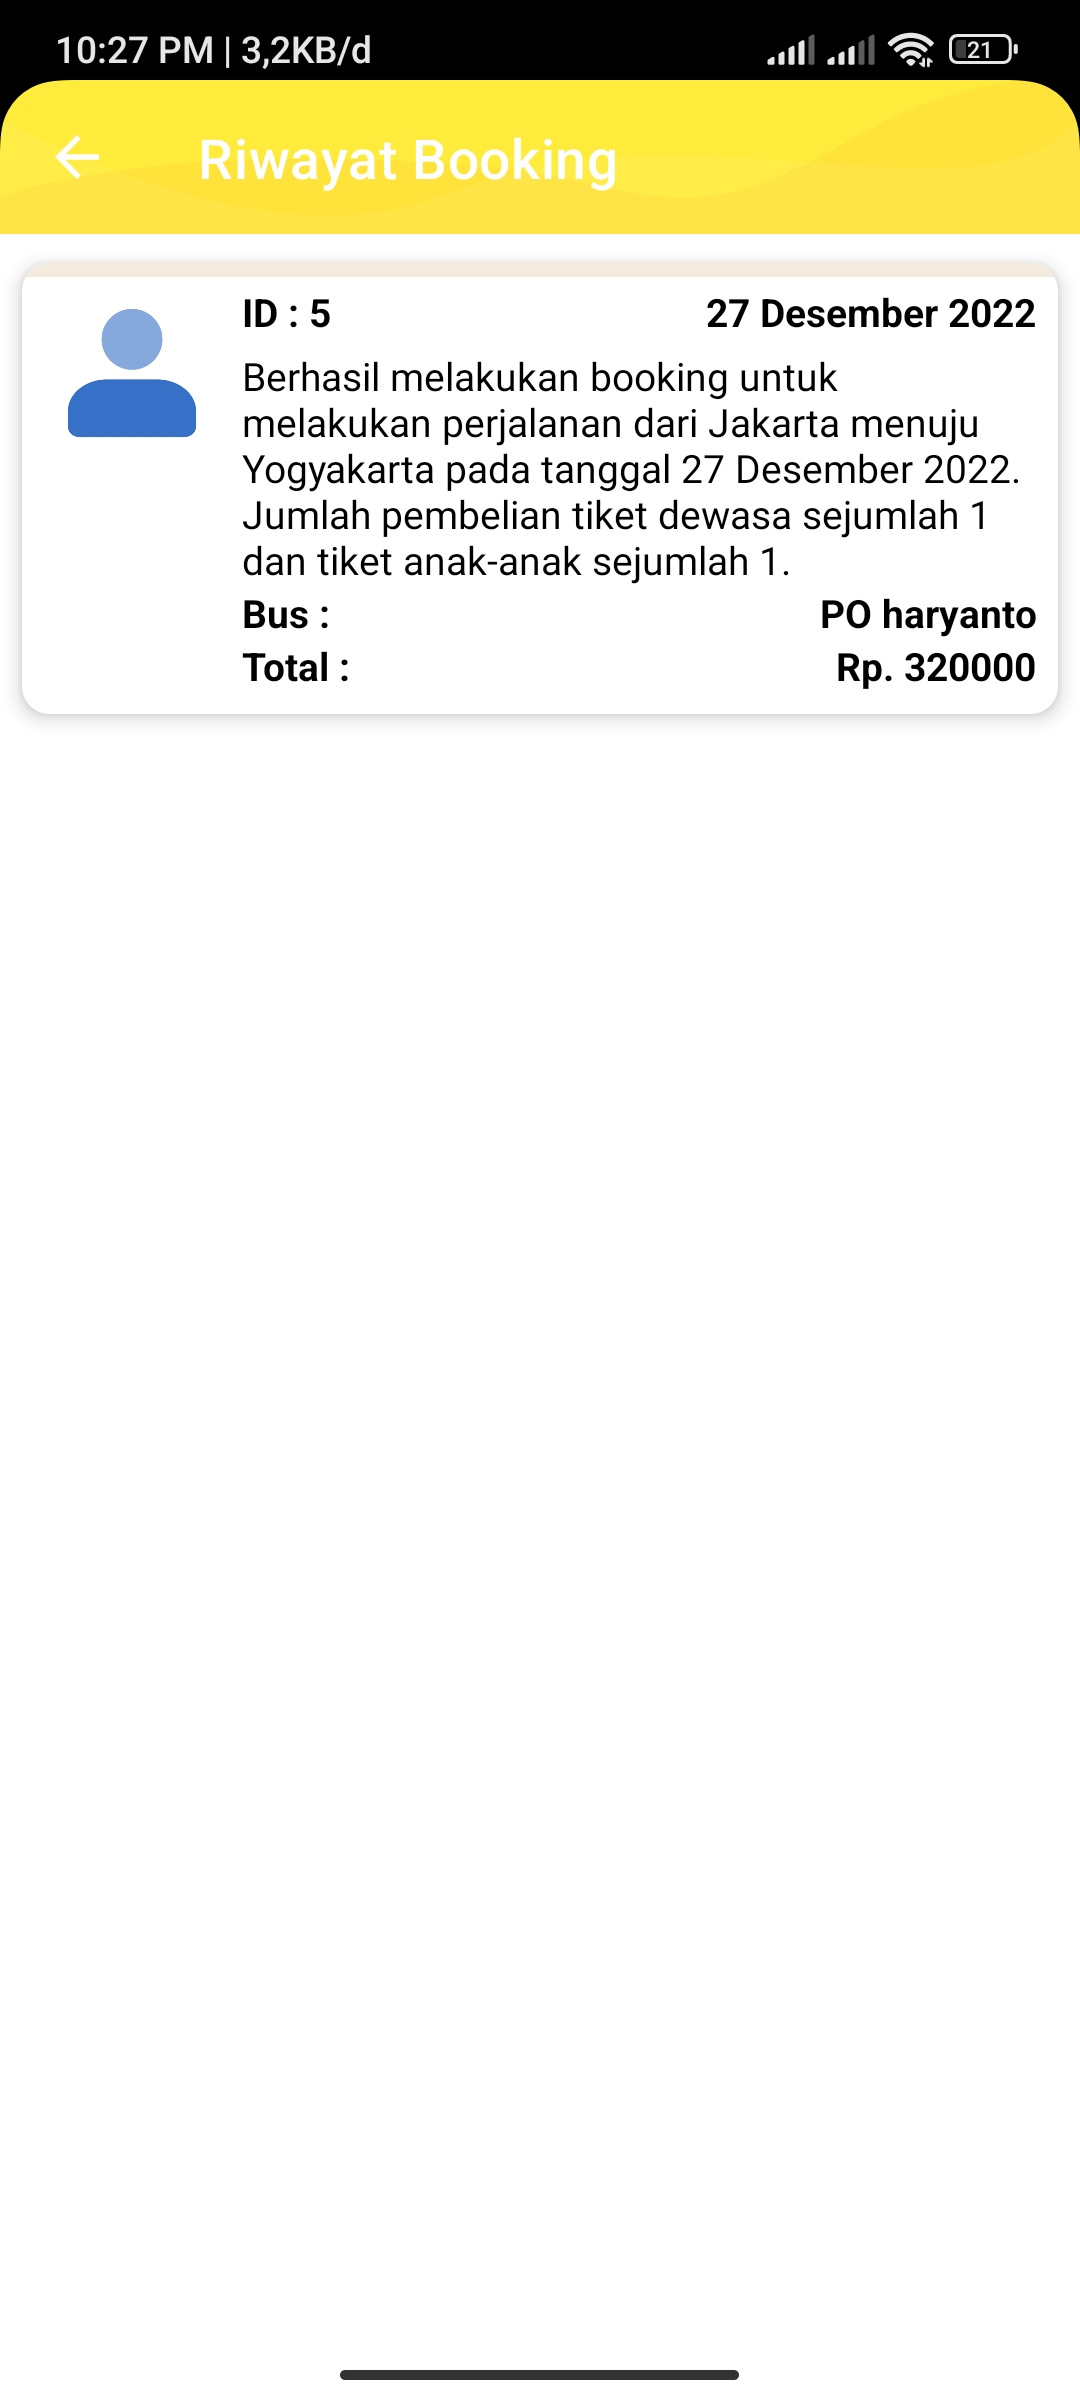 10:27 PM | 3,2KB/d
21
Riwayat Booking
ID : 5 27 Desember 2022
Berhasil melakukan booking untuk
melakukan perjalanan dari Jakarta menuju
Yogyakarta pada tanggal 27 Desember 2022.
Jumlah pembelian tiket dewasa sejumlah 1
dan tiket anak-anak sejumlah 1.
Bus : PO haryanto
Total : Rp. 320000